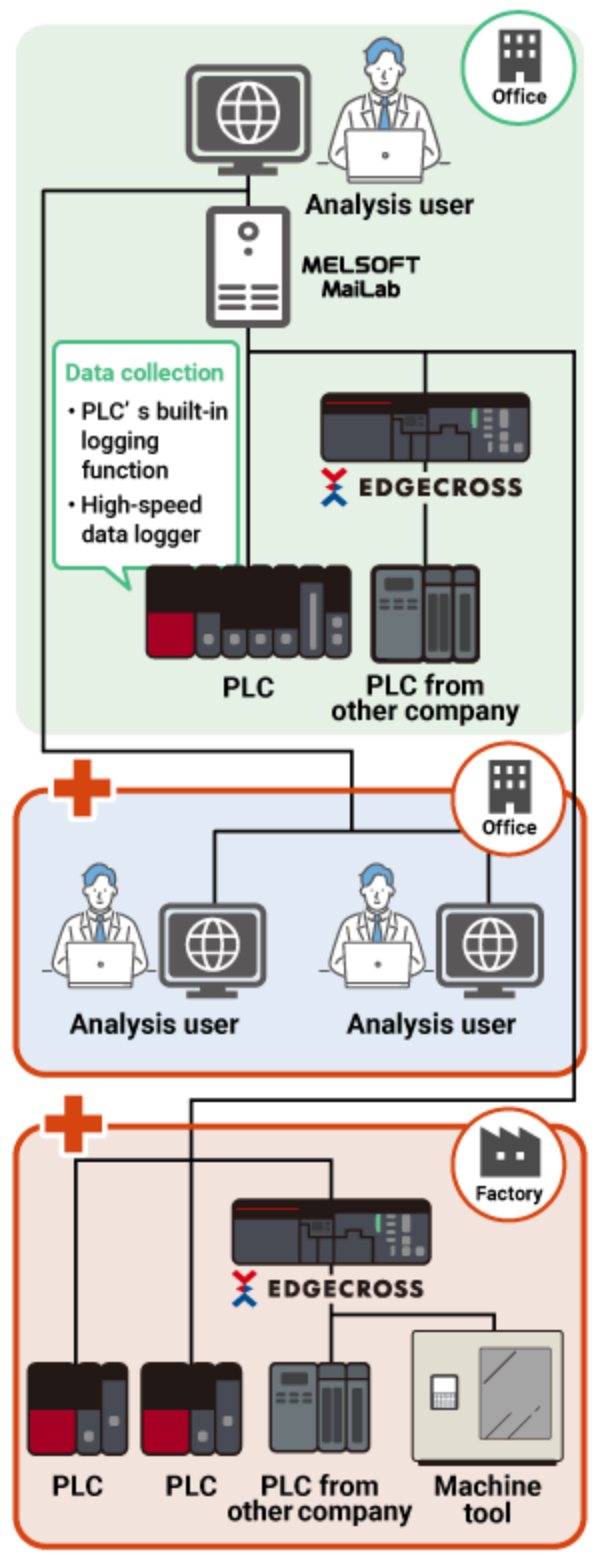 Office
Analysis user
MELSOFT
MaiLab
Data collection
・PLC’ s built-in
logging
function
・High-speed
data logger
EDGECROSS
PLC
PLC from
other company
Office
Analysis user
Analysis user
Factory
EDGECROSS
PLC
PLC
PLC from
other company
Machine
tool